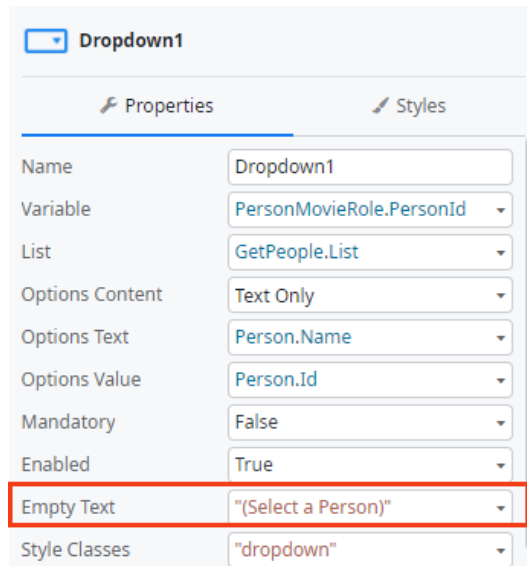 Dropdown1
Properties Styles
Name Dropdown1
Variable PersonMovieRole.PersonId
List GetPeople.List
Options Content Text Only
Options Text Person.Name
Options Value Person.Id
Mandatory False
Enabled True
Empty Text "(Select a Person)"
Style Classes "dropdown"